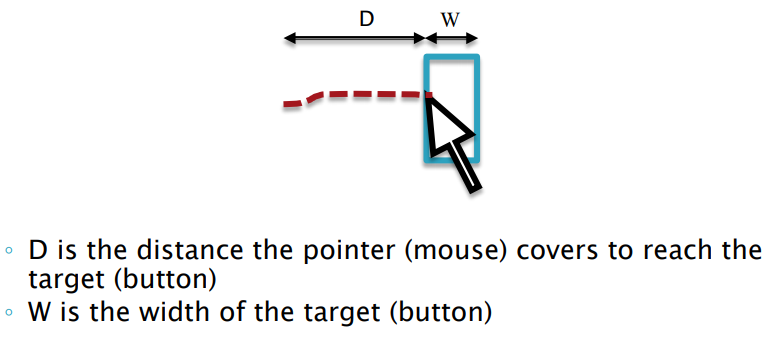 D W
◦ D is the distance the pointer (mouse) covers to reach the
target (button)
◦ W is the width of the target (button)